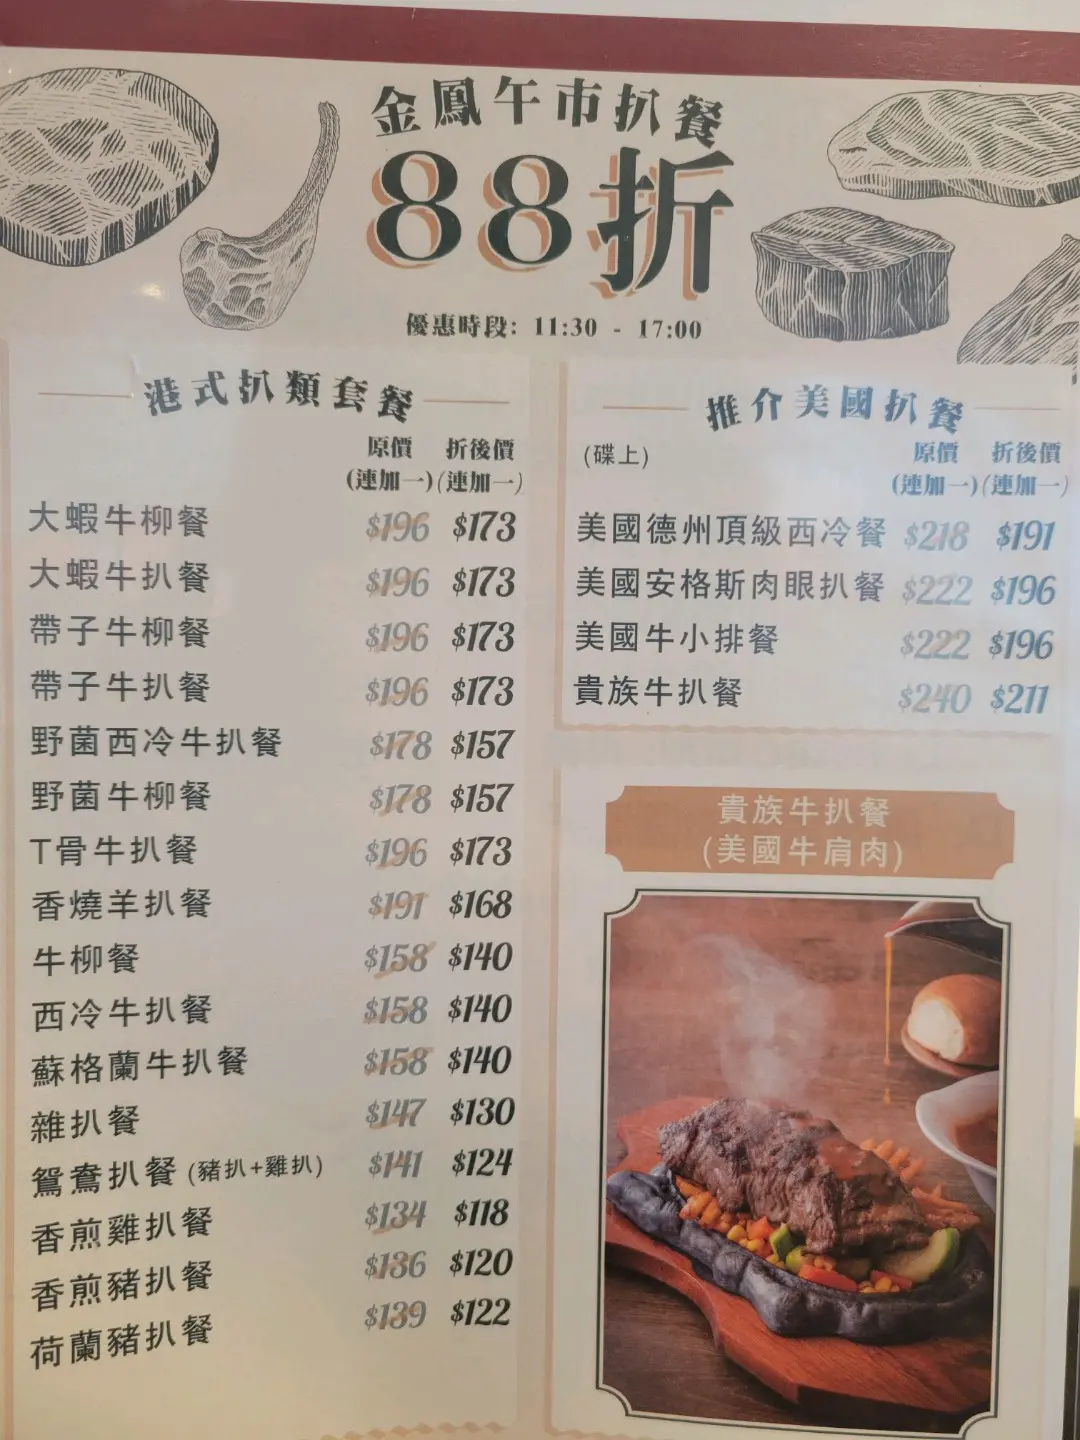 金鳳午市扒餐
88折
優惠時段: 11:30 - 17:00
港式扒類套餐
原價 折後價
(連加一) (連加一)
大蝦牛柳餐 $196 $173
大蝦牛扒餐 $196 $173
帶子牛柳餐 $196 $173
帶子牛扒餐 $196 $173
野菌西冷牛扒餐 $178 $157
野菌牛柳餐 $178 $157
T骨牛扒餐 $196 $173
香燒羊扒餐 $191 $168
牛柳餐 $158 $140
西冷牛扒餐 $158 $140
蘇格蘭牛扒餐 $158 $140
雜扒餐 $147 $130
鴛鴦扒餐 (豬扒+雞扒) $141 $124
香煎雞扒餐 $134 $118
香煎豬扒餐 $136 $120
荷蘭豬扒餐 $139 $122
推介美國扒餐
(碟上) 原價 折後價
(連加一) (連加一)
美國德州頂級西冷餐 $218 $191
美國安格斯肉眼扒餐 $222 $196
美國牛小排餐 $222 $196
貴族牛扒餐 $240 $211
貴族牛扒餐
(美國牛肩肉)